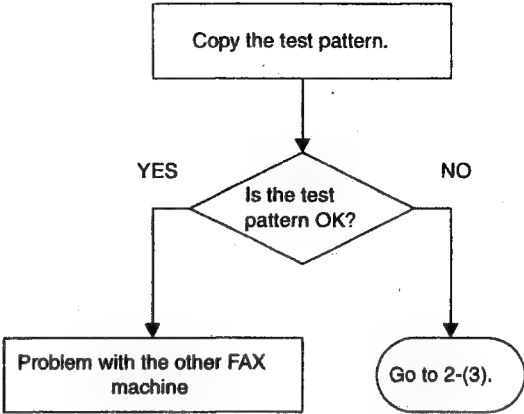 Copy the test pattern.
YES
NO
Is the test
pattern OK?
Problem with the other FAX
machine
Go to 2-(3).